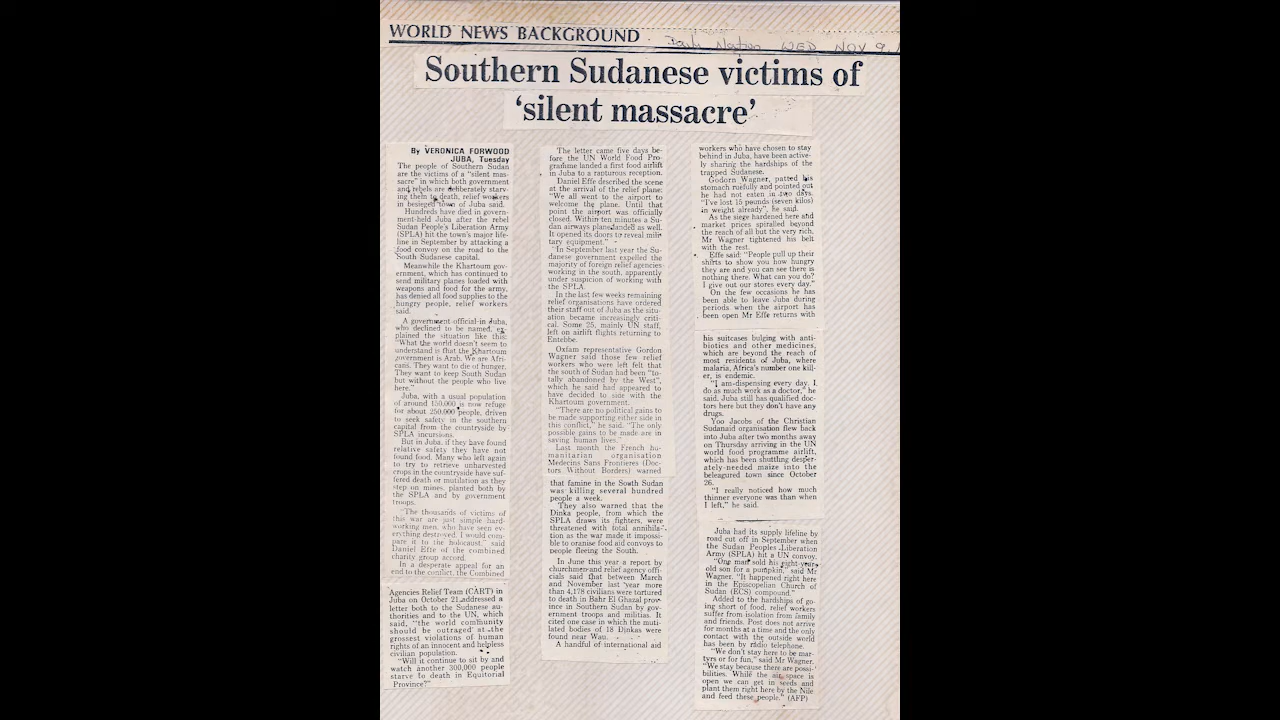 WORLD NEWS BACKGROUND
Southern Sudanese victims of
‘silent massacre’
By VERONICA FORWOOD
JUBA, Tuesday
The people of Southern Sudan
are the victims of a "silent mas-
sacre" in which both government
and rebels are deliberately starv-
ing them to death, relief workers
in besieged town of Juba said.
Hundreds have died in govern-
ment-held Juba after the rebel
Sudan People's Liberation Army
(SPLA) hit the town's major life-
line in September by attacking a
food convoy on the road to the
South Sudanese capital.
Meanwhile the Khartoum gov-
ernment, which has continued to
send military planes loaded with
weapons and food for the army,
has denied all food supplies to the
hungry people, relief workers
said.
A government official in Juba,
who declined to be named, ex-
plained the situation like this:
"What the world doesn't seem to
understand is that the Khartoum
government is Arab. We are Afri-
cans. They want to die of hunger.
They want to keep South Sudan
but without the people who live
here."
Juba, with a usual population
of around 150.000 is now refuge
for about 250.000 people, driven
to seek safety in the southern
capital from the countryside by
SPLA incursions.
But in Juba, if they have found
relative safety they have not
found food. Many who left again
to try to retrieve unharvested
crops in the countryside have suf-
fered death or mutilation as they
step on mines, planted both by
the SPLA and by government
troops.
"The thousands of victims of
this war are just simple hard-
working men, who have seen ev-
erything destroyed. I would com-
pare it to the holocaust," said
Daniel Effe of the combined
charity group accord.
In a desperate appeal for an
end to the conflict, the Combined
Agencies Relief Team (CART) in
Juba on October 21 addressed a
letter both to the Sudanese au-
thorities and to the UN, which
said, "the world community
should be outraged at the
grossest violations of human
rights of an innocent and helpless
civilian population.
"Will it continue to sit by and
watch another 300,000 people
starve to death in Equitorial
Province?"
The letter came five days be-
fore the UN World Food Pro-
gramme landed a first food airlift
in Juba to a rapturous reception.
Daniel Effe described the scene
at the arrival of the relief plane:
"We all went to the airport to
welcome the plane. Until that
point the airport was officially
closed. Within ten minutes a Su-
dan airways plane landed as well.
It opened its doors to reveal mili-
tary equipment."
"In September last year the Su-
danese government expelled the
majority of foreign relief agencies
working in the south, apparently
under suspicion of working with
the SPLA.
In the last few weeks remaining
relief organisations have ordered
their staff out of Juba as the situ-
ation became increasingly criti-
cal. Some 25, mainly UN staff,
left on airlift flights returning to
Entebbe.
Oxfam representative Gordon
Wagner said those few relief
workers who were left felt that
the south of Sudan had been "to-
tally abandoned by the West",
which he said had appeared to
have decided to side with the
Khartoum government.
"There are no political gains to
be made supporting either side in
this conflict," he said. "The only
possible gains to be made are in
saving human lives."
Last month the French hu-
manitarian organisation
Medecins Sans Frontieres (Doc-
tors Without Borders) warned
that famine in the South Sudan
was killing several hundred
people a week.
They also warned that the
Dinka people, from which the
SPLA draws its fighters, were
threatened with total annihila-
tion as the war made it impossi-
ble to oranise food aid convoys to
people fleeing the South.
In June this year a report by
churchmen and relief agency offi-
cials said that between March
and November last year more
than 4,178 civilians were tortured
to death in Bahr El Ghazal prov-
ince in Southern Sudan by gov-
ernment troops and militias. It
cited one case in which the muti-
lated bodies of 18 Dinkas were
found near Wau.
A handful of international aid
workers who have chosen to stay
behind in Juba, have been active-
ly sharing the hardships of the
trapped Sudanese.
Godorn Wagner, patted his
stomach ruefully and pointed out
he had not eaten in two days.
"I've lost 15 pounds (seven kilos)
in weight already", he said.
As the siege hardened here and
market prices spiralled beyond
the reach of all but the very rich,
Mr Wagner tightened his belt
with the rest.
Effe said: "People pull up their
shirts to show you how hungry
they are and you can see there is
nothing there. What can you do?
I give out our stores every day."
On the few occasions he has
been able to leave Juba during
periods when the airport has
been open Mr Effe returns with
his suitcases bulging with anti-
biotics and other medicines,
which are beyond the reach of
most residents of Juba, where
malaria, Africa's number one kill-
er, is endemic.
"I am dispensing every day. I
do as much work as a doctor," he
said. Juba still has qualified doc-
tors here but they don't have any
drugs.
Yoo Jacobs of the Christian
Sudanaid organisation flew back
into Juba after two months away
on Thursday arriving in the UN
world food programme airlift,
which has been shuttling desper-
ately-needed maize into the
beleagured town since October
26.
"I really noticed how much
thinner everyone was than when
I left," he said.
Juba had its supply lifeline by
road cut off in September when
the Sudan Peoples Liberation
Army (SPLA) hit a UN convoy.
"One man sold his eight-years
old son for a pumpkin," said Mr
Wagner. "It happened right here
in the Episcopelian Church of
Sudan (ECS) compound."
Added to the hardships of go-
ing short of food, relief workers
suffer from isolation from family
and friends. Post does not arrive
for months at a time and the only
contact with the outside world
has been by radio telephone.
"We don't stay here to be mar-
tyrs or for fun," said Mr Wagner.
"We stay because there are possi-
bilities. While the air space is
open we can get in seeds and
plant them right here by the Nile
and feed these people." (AFP)